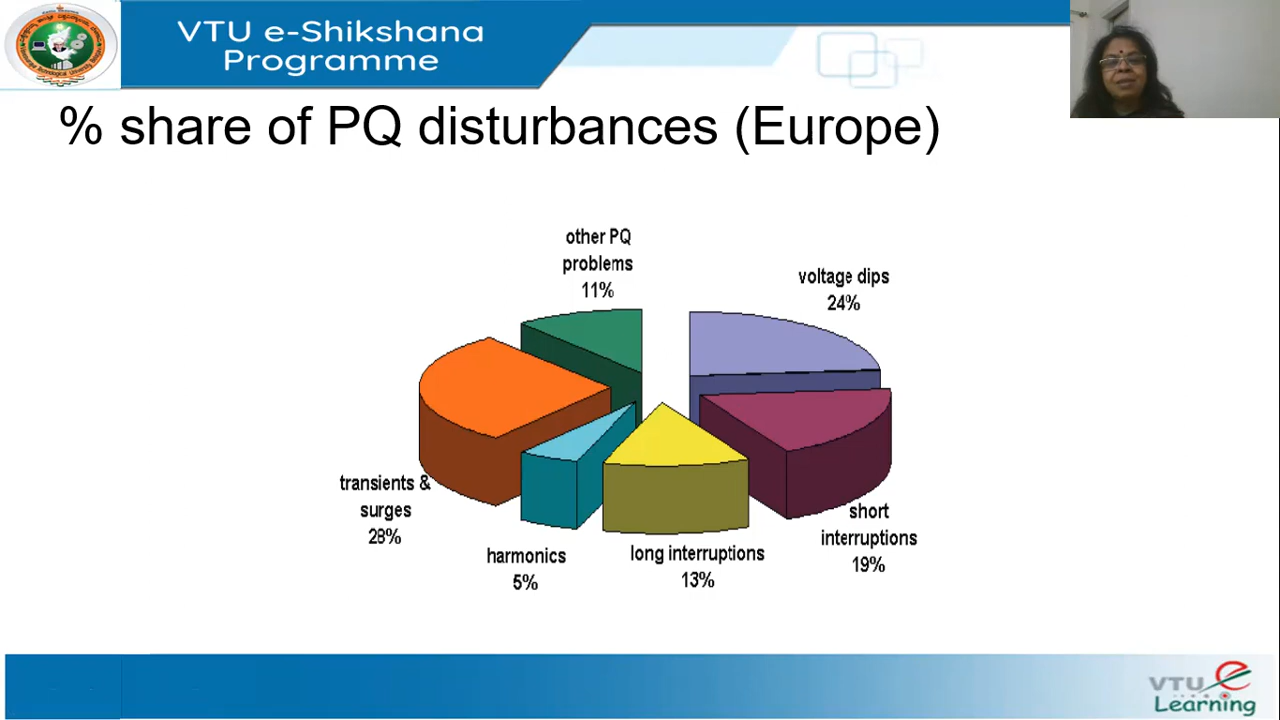 VTU e-Shikshana
Programme
% share of PQ disturbances (Europe)
other PQ
problems
11%
voltage dips
24%
transients &
surges
28%
harmonics
5%
long interruptions
13%
short
interruptions
19%
VTU e
Learning